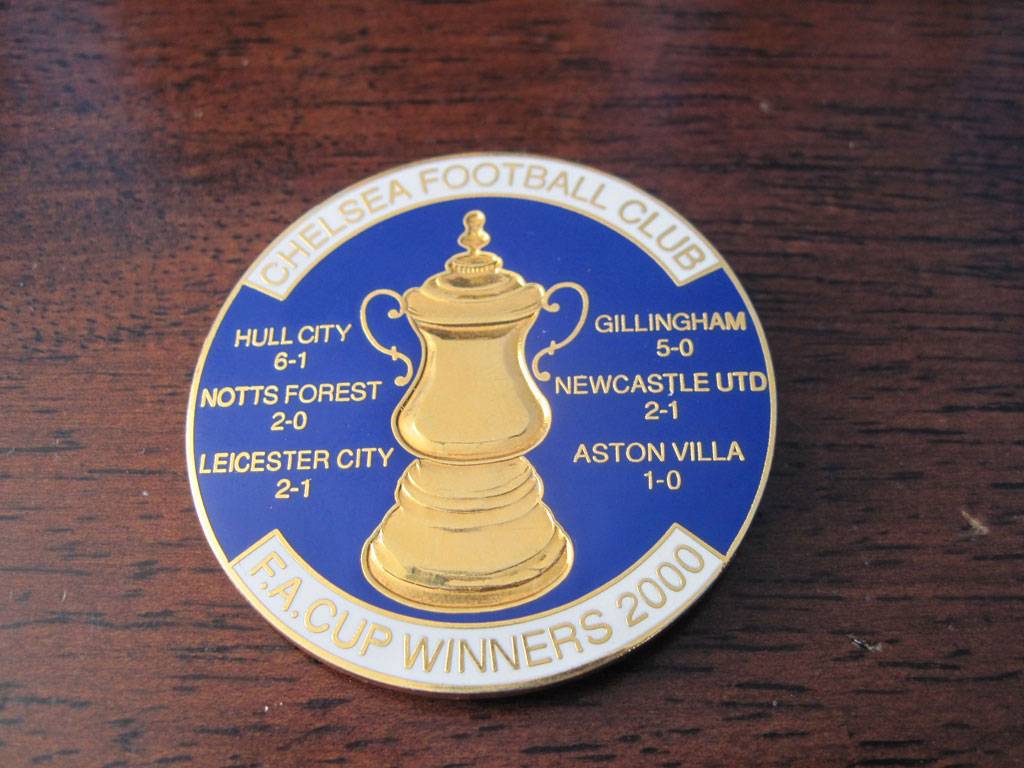 CHELSEA FOOTBALL CLUB
HULL CITY
6-1
NOTTS FOREST
2-0
LEICESTER CITY
2-1
GILLINGHAM
5-0
NEWCASTLE UTD
2-1
ASTON VILLA
1-0
F.A. CUP WINNERS 2000